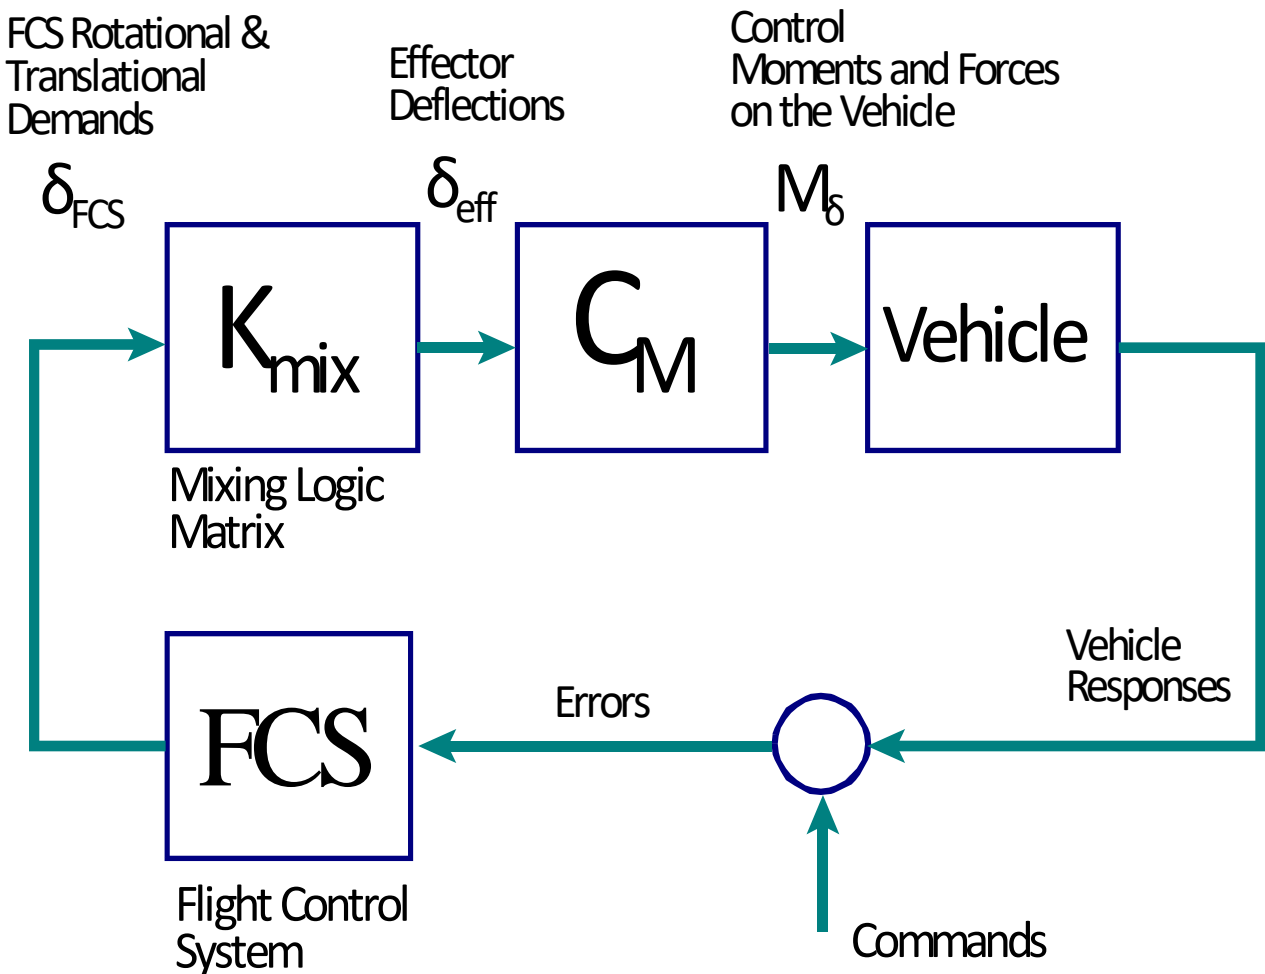 FCS Rotational &
Translational
Demands
δFCS
Effector
Deflections
δeff
Control
Moments and Forces
on the Vehicle
Mδ
Kmix
CM
Vehicle
Mixing Logic
Matrix
Vehicle
Responses
Errors
FCS
Flight Control
System
Commands